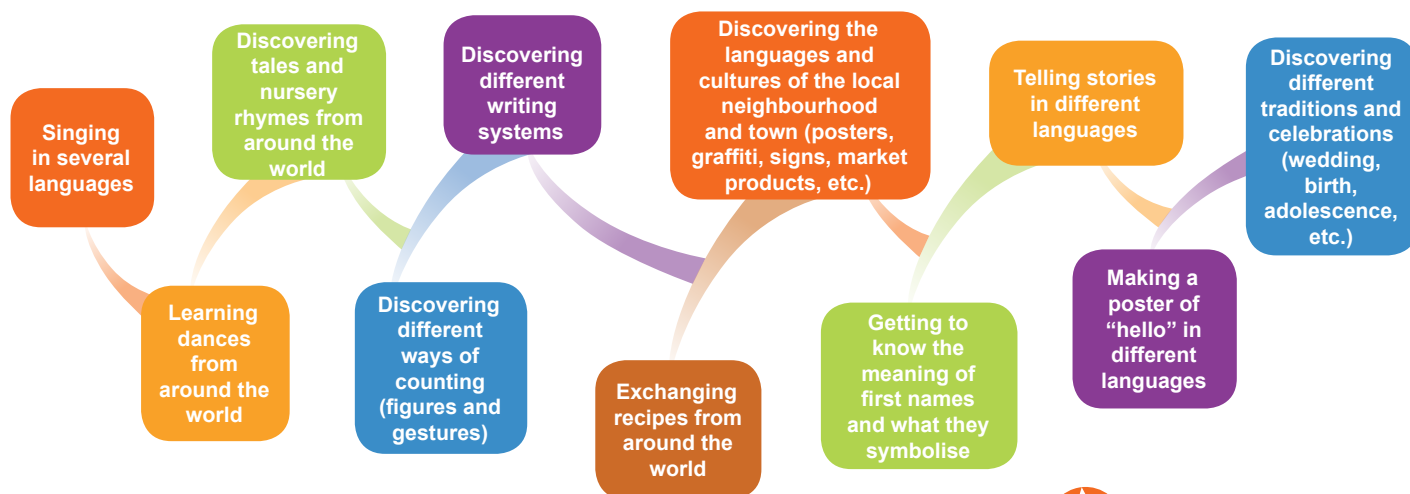 Singing
in several
languages
Learning
dances
from
around the
world
Discovering
tales and
nursery
rhymes from
around the
world
Discovering
different
ways of
counting
(figures and
gestures)
Discovering
different
writing
systems
Exchanging
recipes from
around the
world
Discovering the
languages and
cultures of the local
neighbourhood
and town (posters,
graffiti, signs, market
products, etc.)
Getting to
know the
meaning of
first names
and what they
symbolise
Telling stories
in different
languages
Making a
poster of
“hello” in
different
languages
Discovering
different
traditions and
celebrations
(wedding,
birth,
adolescence,
etc.)